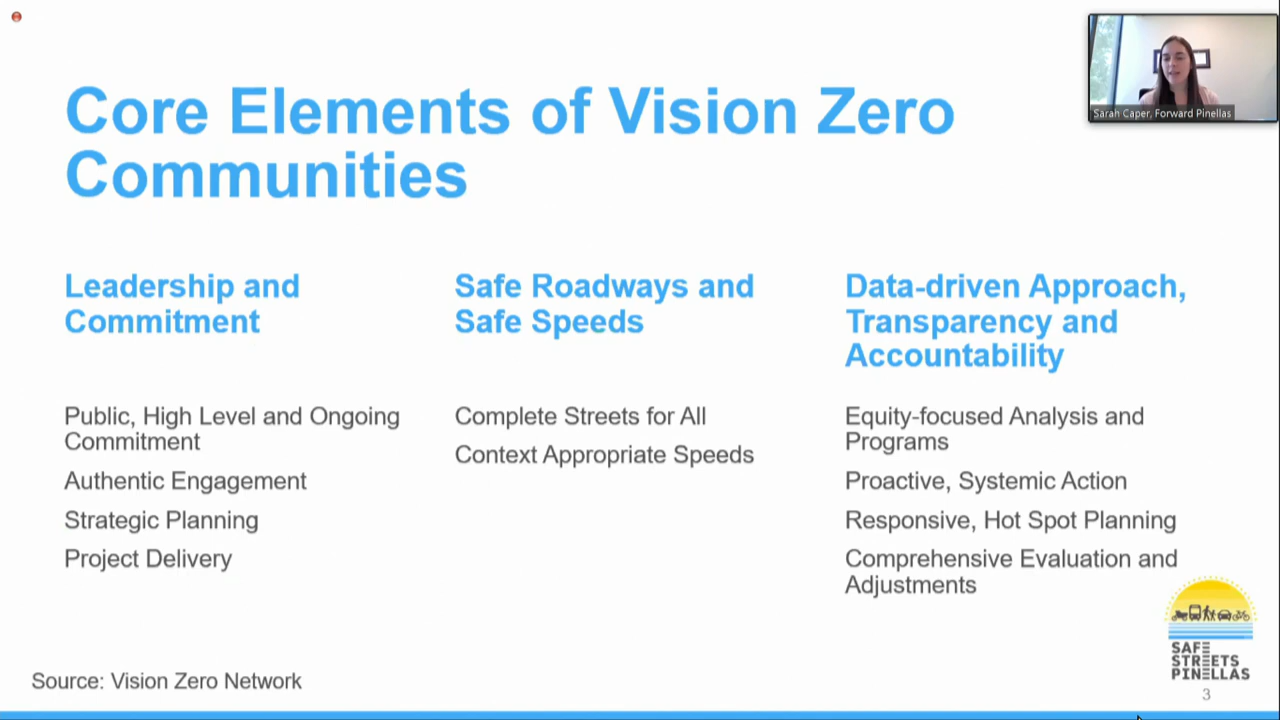 Core Elements of Vision Zero
Communities
Sarah Caper, Forward Pinellas
Leadership and
Commitment
Public, High Level and Ongoing
Commitment
Authentic Engagement
Strategic Planning
Project Delivery
Safe Roadways and
Safe Speeds
Complete Streets for All
Context Appropriate Speeds
Data-driven Approach,
Transparency and
Accountability
Equity-focused Analysis and
Programs
Proactive, Systemic Action
Responsive, Hot Spot Planning
Comprehensive Evaluation and
Adjustments
SAFE
STREETS
PINELLAS
Source: Vision Zero Network
3